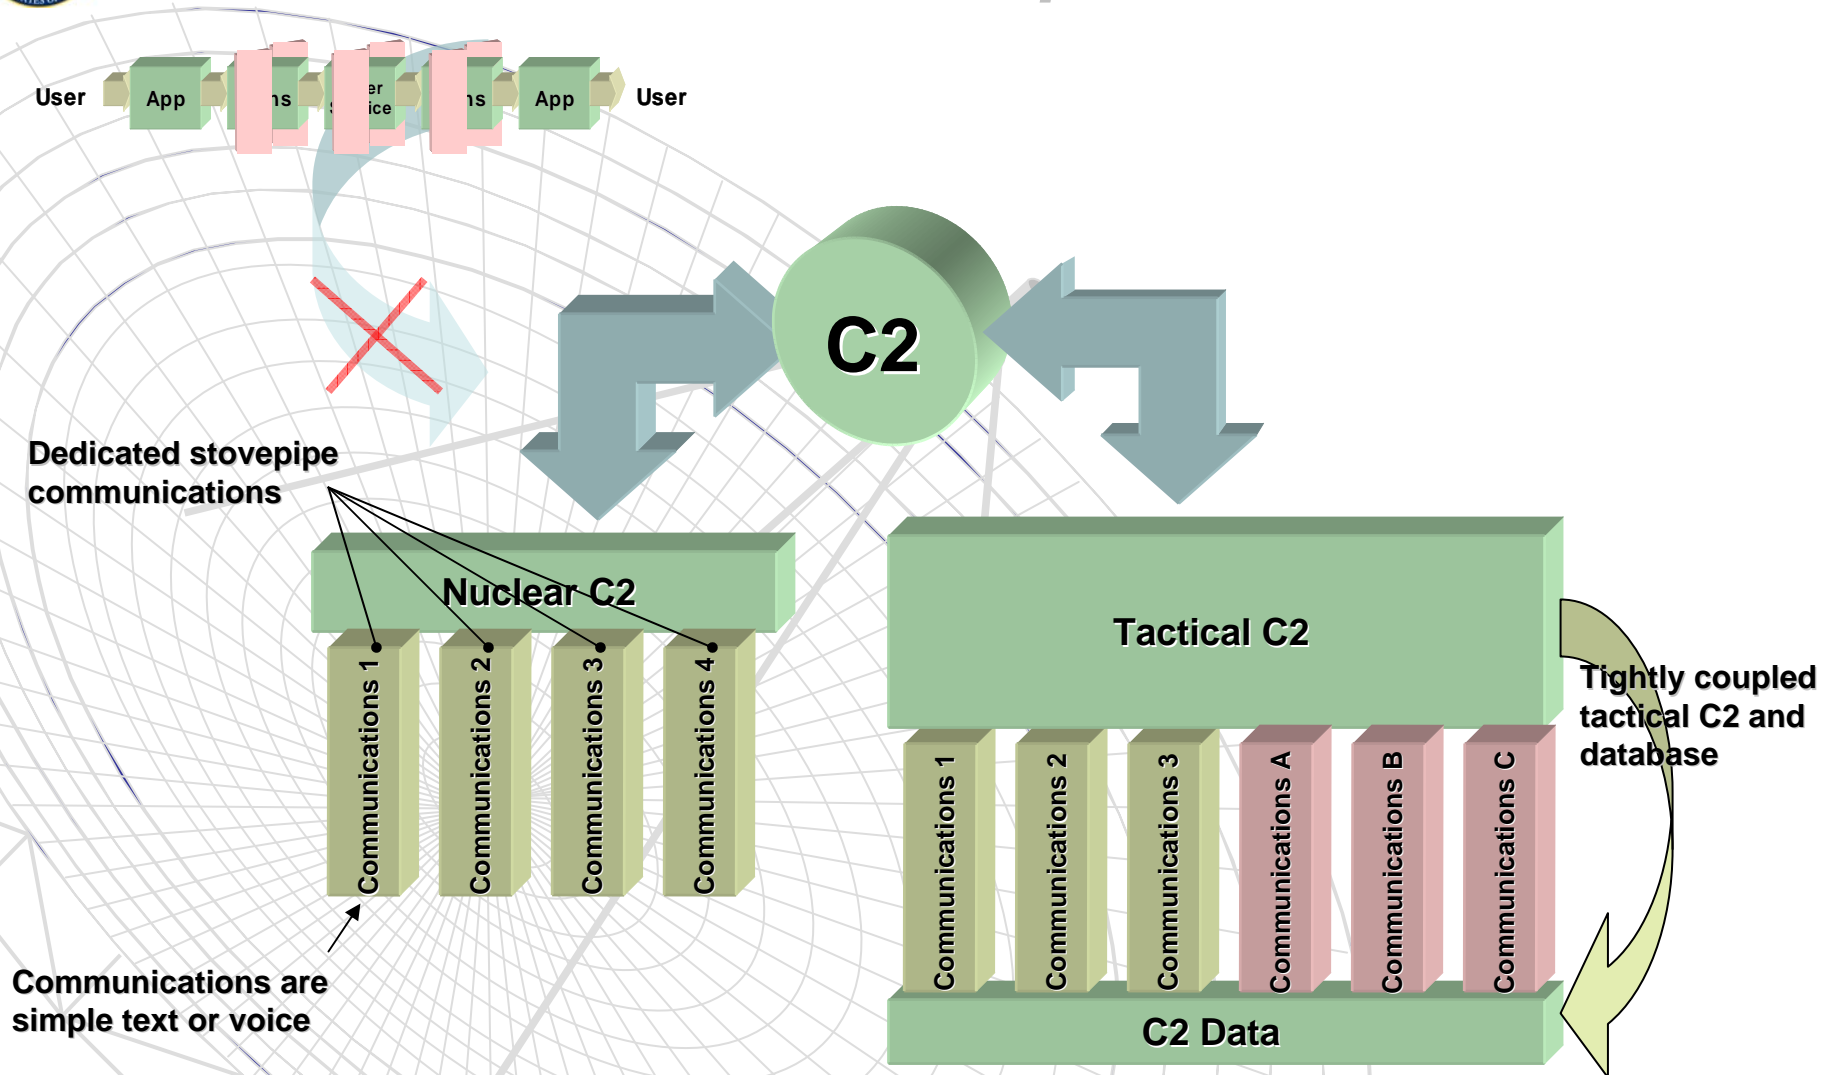 User
App
App
User
C2
Dedicated stovepipe
communications
Nuclear C2
Communications 1
Communications 2
Communications 3
Communications 4
Communications are
simple text or voice
Tactical C2
Communications 1
Communications 2
Communications 3
Communications A
Communications B
Communications C
C2 Data
Tightly coupled
tactical C2 and
database